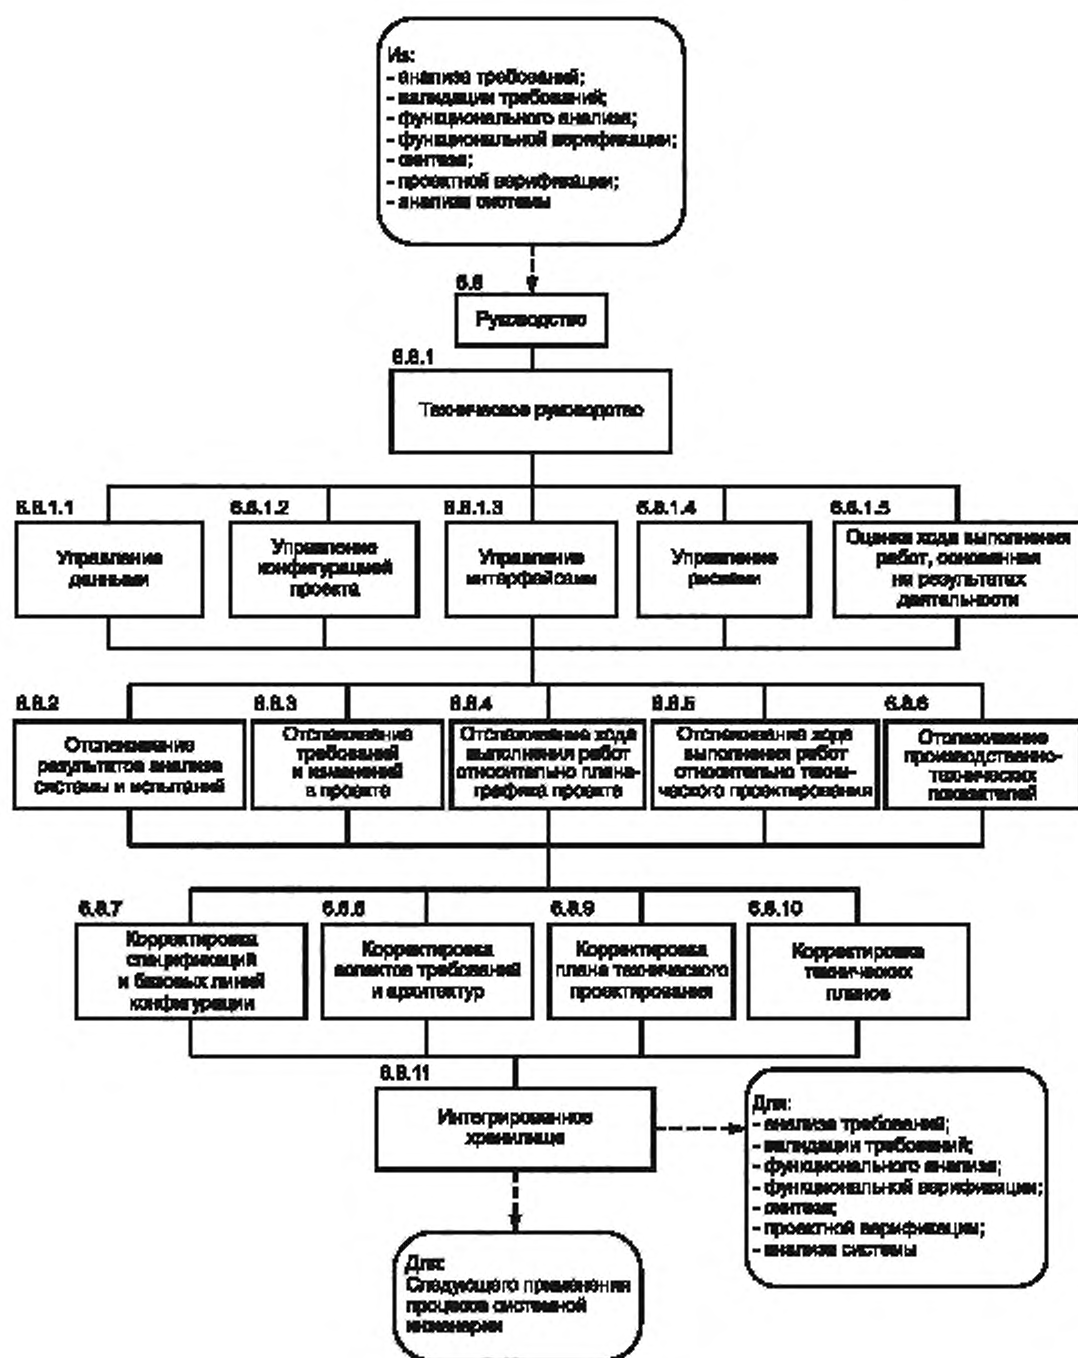 Из:
- анализа требований;
- валидации требований;
- функционального анализа;
- функциональной верификации;
- синтеза;
- проектной верификации;
- анализа системы
6.8
Руководство
6.8.1
Техническое руководство
6.8.1.1
Управление
данными
6.8.1.2
Управление
конфигурацией
проекта
6.8.1.3
Управление
интерфейсами
6.8.1.4
Управление
рисками
6.8.1.5
Оценка хода выполнения
работ, основанная
на результатах
деятельности
6.8.2
Отслеживание
результатов анализа
системы и испытаний
6.8.3
Отслеживание
требований
и изменений
в проекте
6.8.4
Отслеживание хода
выполнения работ
относительно плана-
графика проекта
6.8.5
Отслеживание хода
выполнения работ
относительно техни-
ческого проектирования
6.8.6
Отслеживание
производственно-
технических
показателей
6.8.7
Корректировка
спецификаций
и базовых линий
конфигурации
6.8.8
Корректировка
аспектов требований
и архитектур
6.8.9
Корректировка
плана технического
проектирования
6.8.10
Корректировка
технических
планов
6.8.11
Интегрированное
хранилище
Для:
- анализа требований;
- валидации требований;
- функционального анализа;
- функциональной верификации;
- синтеза;
- проектной верификации;
- анализа системы
Для:
Следующего применения
процесса системной
инженерии